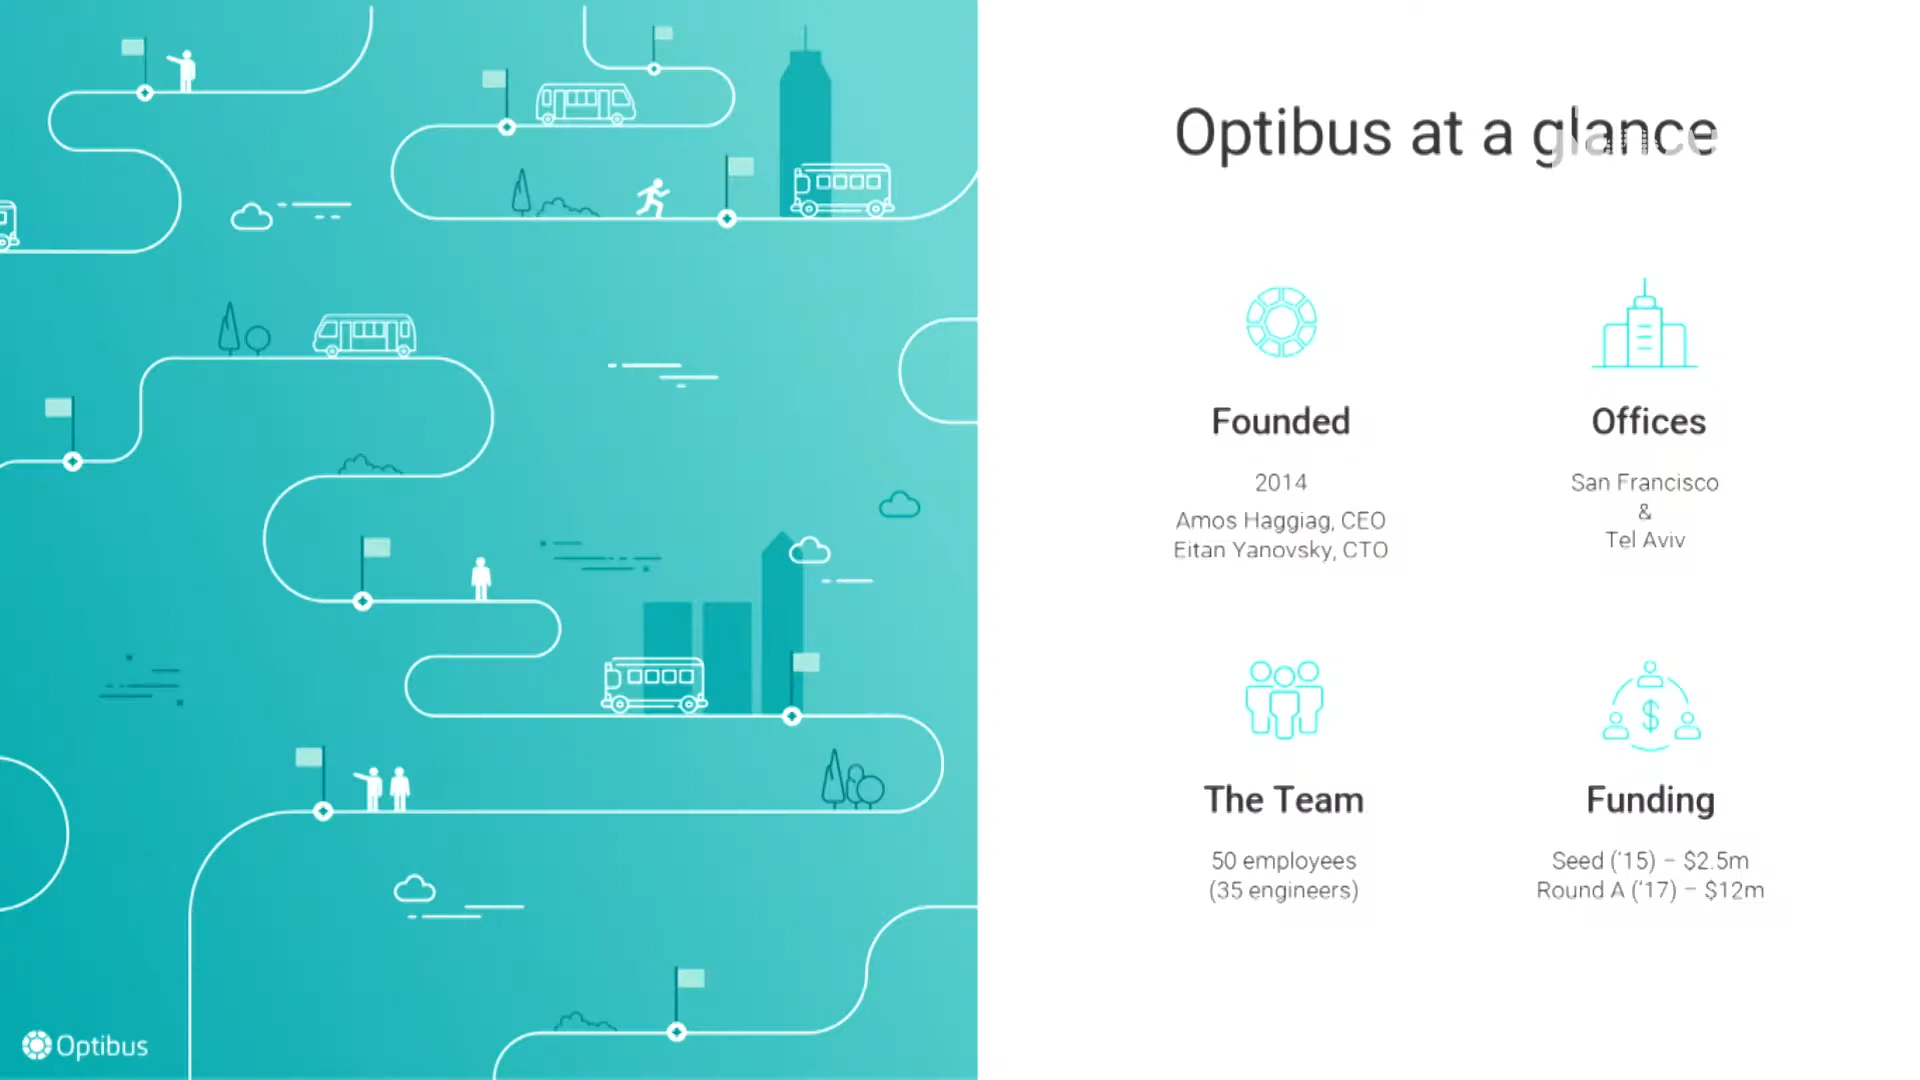 Optibus at a glance
Founded
2014
Amos Haggiag, CEO
Eitan Yanovsky, CTO
Offices
San Francisco
&
Tel Aviv
The Team
50 employees
(35 engineers)
Funding
Seed (‘15) – $2.5m
Round A (‘17) – $12m
Optibus